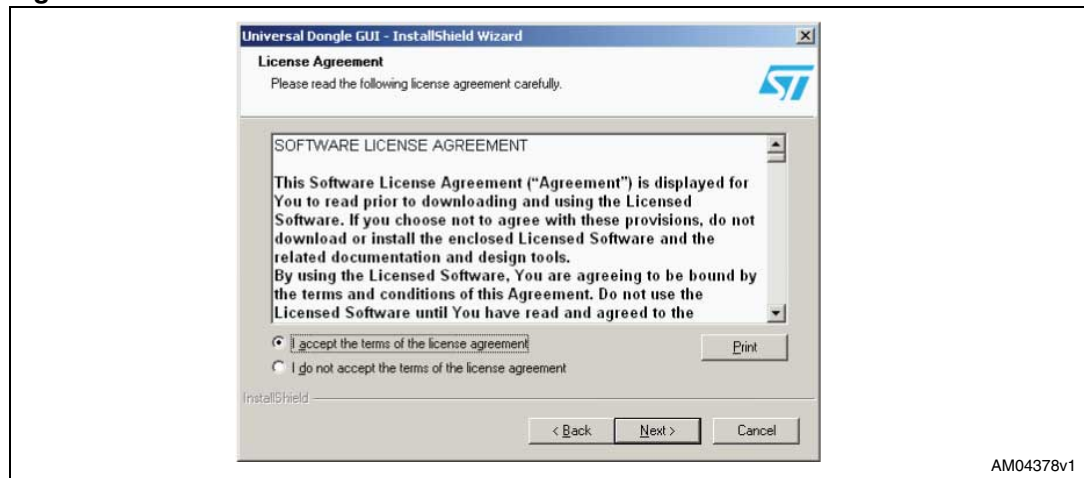 Universal Dongle GUI - InstallShield Wizard
License Agreement
Please read the following license agreement carefully.
ST
SOFTWARE LICENSE AGREEMENT
This Software License Agreement (“Agreement”) is displayed for
You to read prior to downloading and using the Licensed
Software. If you choose not to agree with these provisions, do not
download or install the enclosed Licensed Software and the
related documentation and design tools.
By using the Licensed Software, You are agreeing to be bound by
the terms and conditions of this Agreement. Do not use the
Licensed Software until You have read and agreed to the
I accept the terms of the license agreement
Print
I do not accept the terms of the license agreement
InstallShield
< Back Next > Cancel
AM04378v1